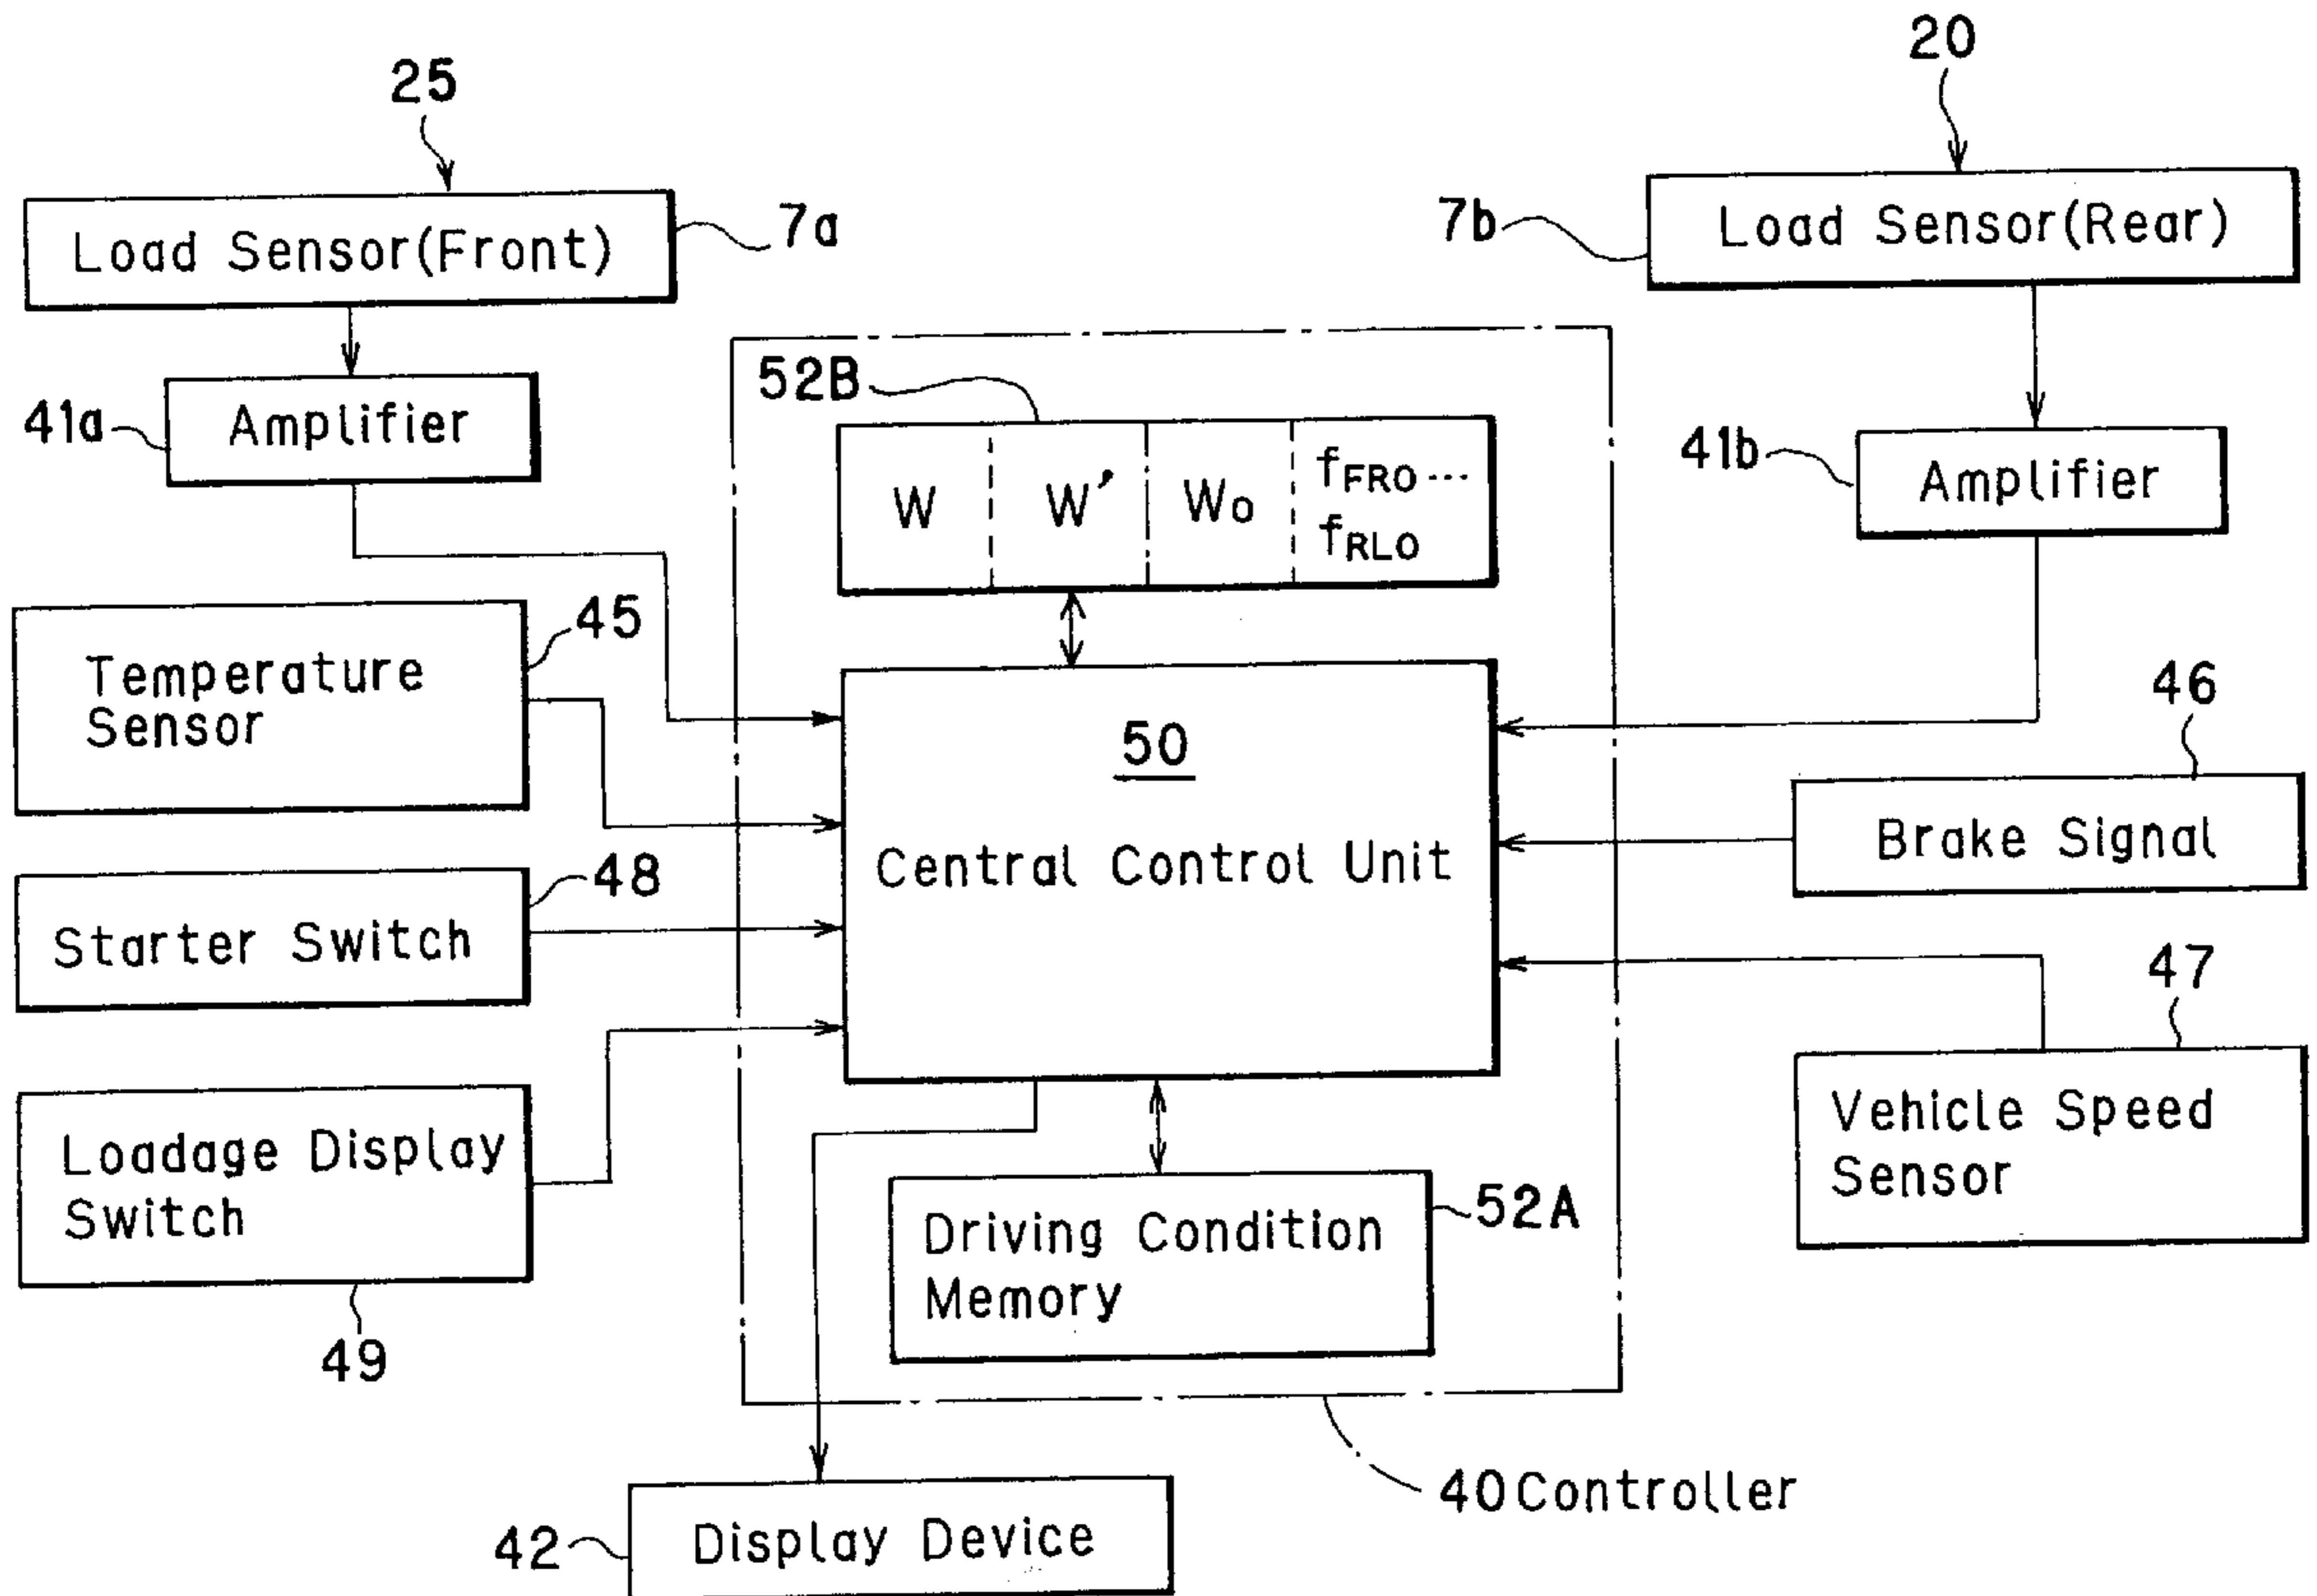 25
20
Load Sensor(Front)
7a
7b
Load Sensor(Rear)
41a
Amplifier
52B
W
W'
Wo
fFRO ...
fRLO
41b
Amplifier
45
Temperature
Sensor
46
Brake Signal
50
Central Control Unit
48
Starter Switch
47
Vehicle Speed
Sensor
Loadage Display
Switch
49
Driving Condition
Memory
52A
40 Controller
42
Display Device